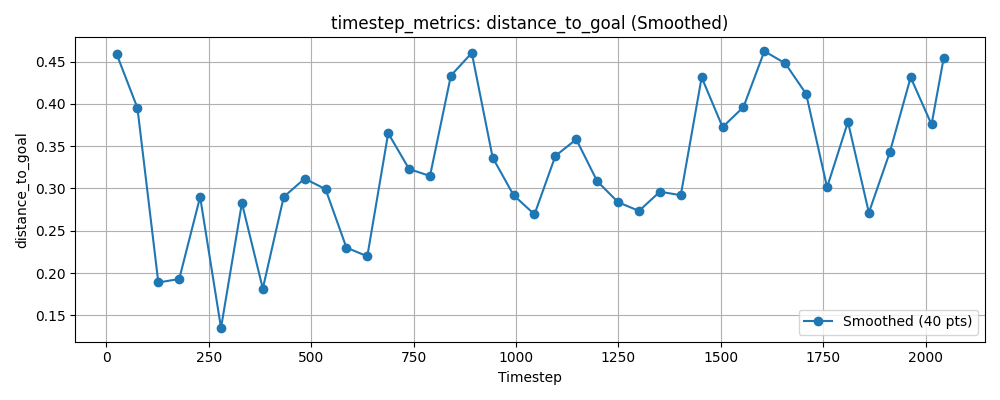 timestep_metrics: distance_to_goal (Smoothed)
distance_to_goal
0.45
0.40
0.35
0.30
0.25
0.20
0.15
Smoothed (40 pts)
0 250 500 750 1000 1250 1500 1750 2000
Timestep